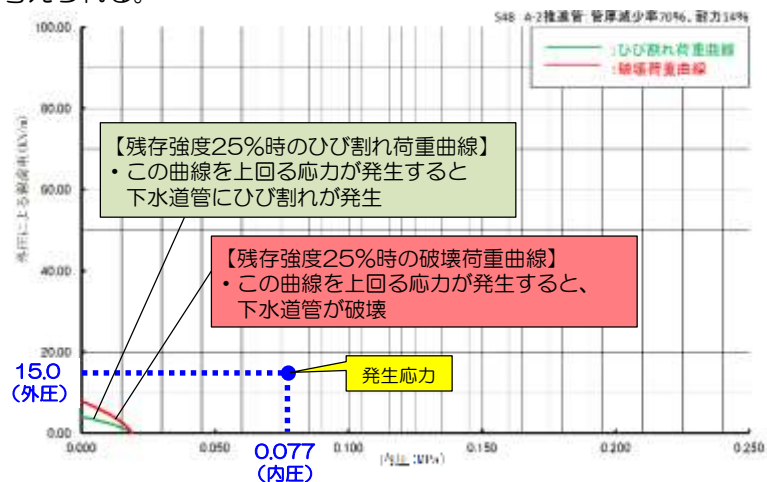 S48 A-2推進管 管厚減少率70%、耐力14%
:ひび割れ荷重曲線
:破壊荷重曲線
100.00
80.00
60.00
40.00
20.00
0.00
【残存強度25%時のひび割れ荷重曲線】
・この曲線を上回る応力が発生すると
下水道管にひび割れが発生
【残存強度25%時の破壊荷重曲線】
・この曲線を上回る応力が発生すると、
下水道管が破壊
発生応力
15.0
(外圧)
0.000
0.050
0.100
0.150
0.200
0.250
0.077
(内圧)
内圧(MPa)